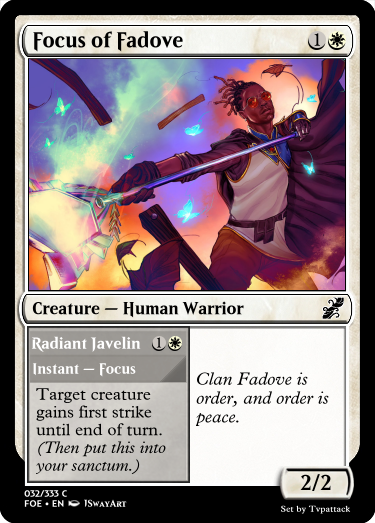 Focus of Fadove 1
Creature — Human Warrior
Radiant Javelin 1
Instant — Focus
Target creature
gains first strike
until end of turn.
(Then put this into
your sanctum.)
Clan Fadove is
order, and order is
peace.
2/2
032/333 C
FOE • EN JSwayArt
Set by Tvpattack